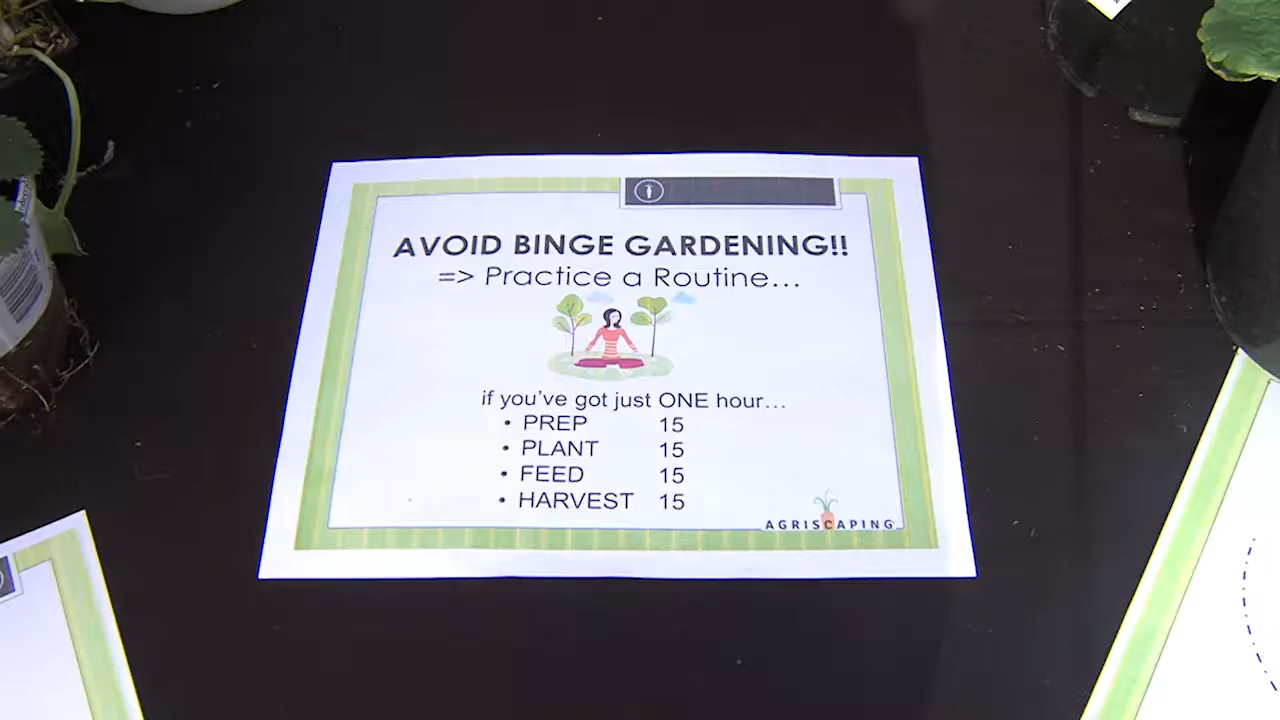 AVOID BINGE GARDENING!!
=> Practice a Routine...
if you've got just ONE hour...
• PREP 15
• PLANT 15
• FEED 15
• HARVEST 15
AGRISCAPING